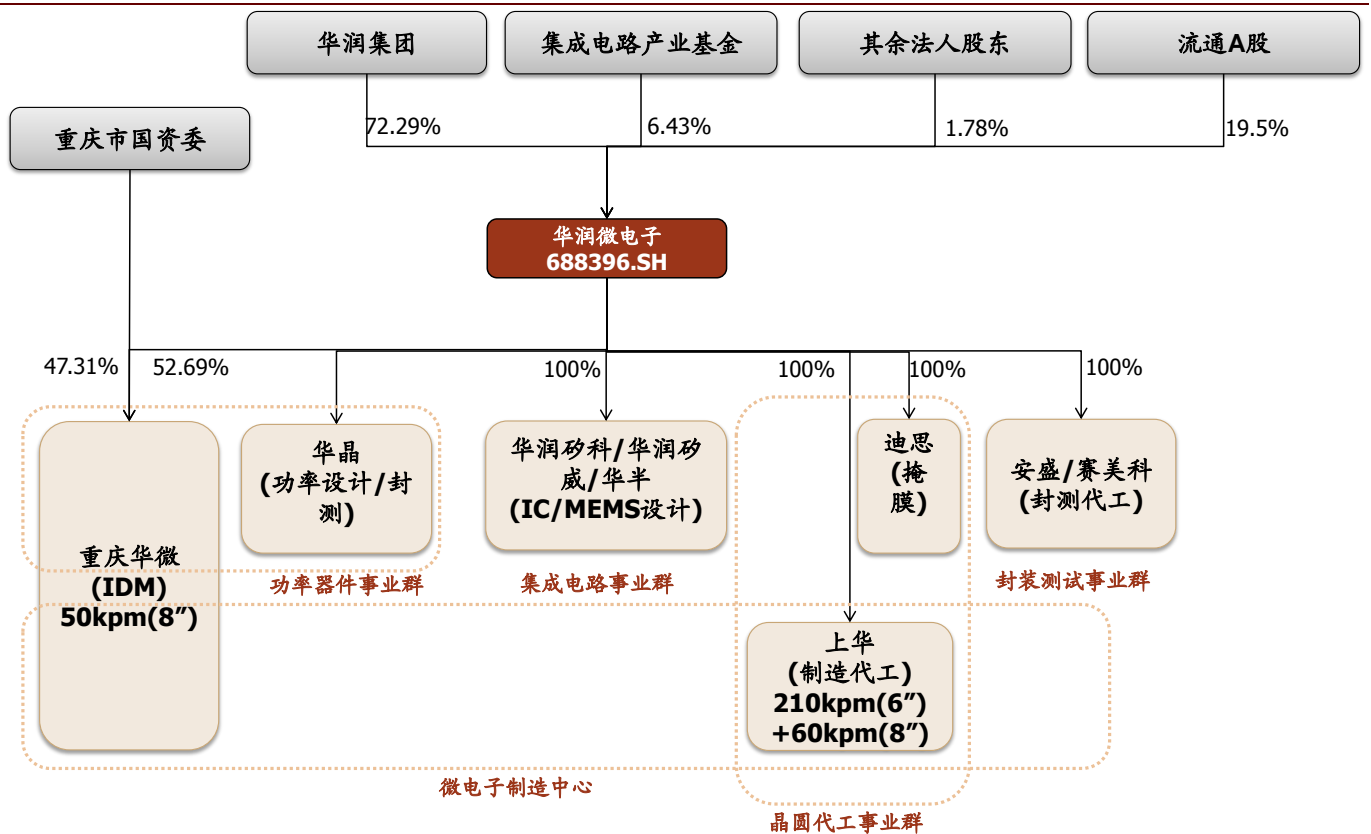 华润集团
集成电路产业基金
其余法人股东
流通A股
重庆市国资委
72.29%
6.43%
1.78%
19.5%
华润微电子
688396.SH
47.31%
52.69%
100%
100%
100%
100%
重庆华微
(IDM)
50kpm(8″)
华晶
(功率设计/封
测)
华润矽科/华润矽
威/华半
(IC/MEMS设计)
迪思
(掩
膜)
安盛/赛美科
(封测代工)
功率器件事业群
集成电路事业群
封装测试事业群
上华
(制造代工)
210kpm(6″)
+60kpm(8″)
微电子制造中心
晶圆代工事业群